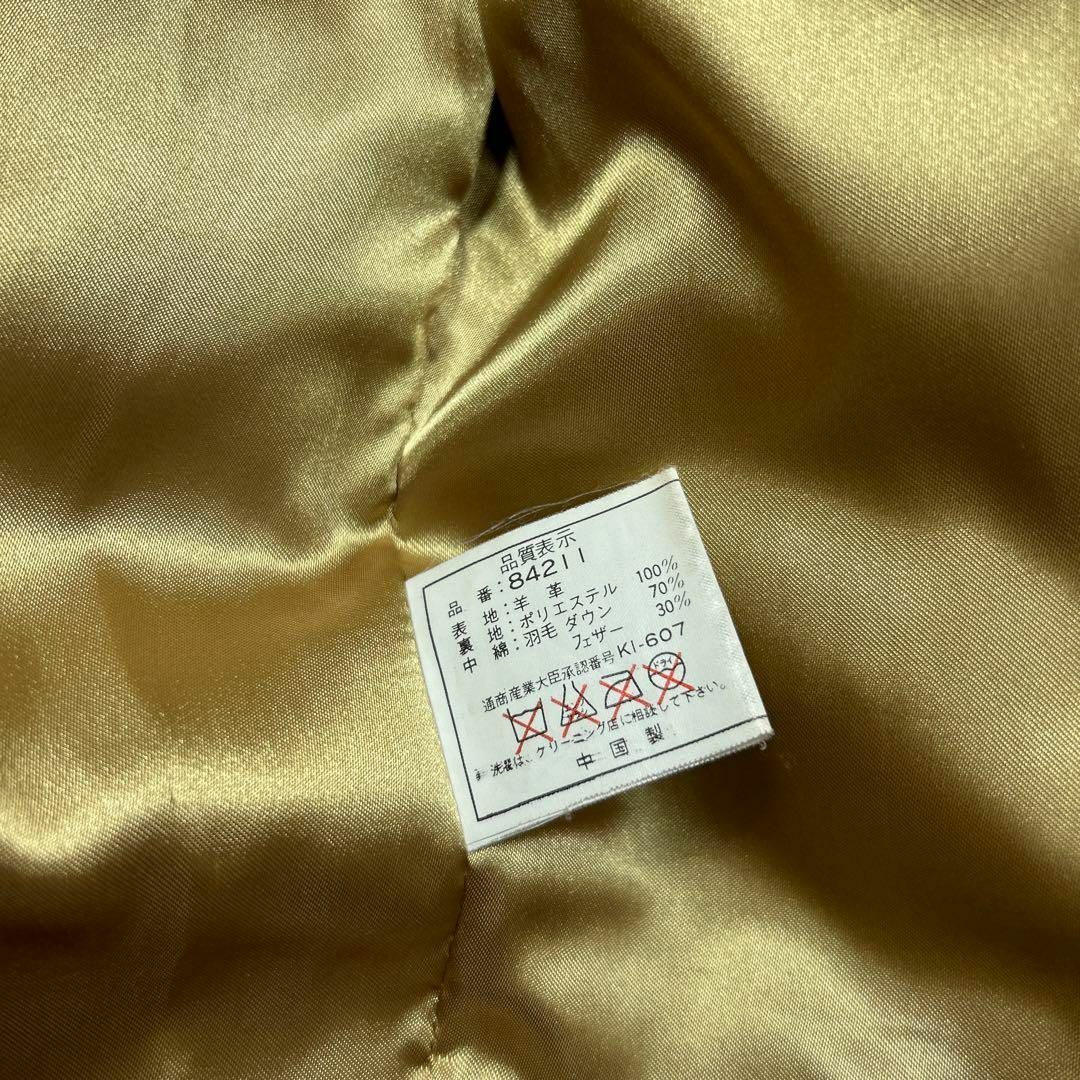 品質表示
品番:84211
表地:羊革
裏地:ポリエステル 100%
中綿:羽毛 ダウン 70%
フェザー 30%
通商産業大臣承認番号 KI-607
ドライ
洗濯は、クリーニング店に相談して下さい。
中国製